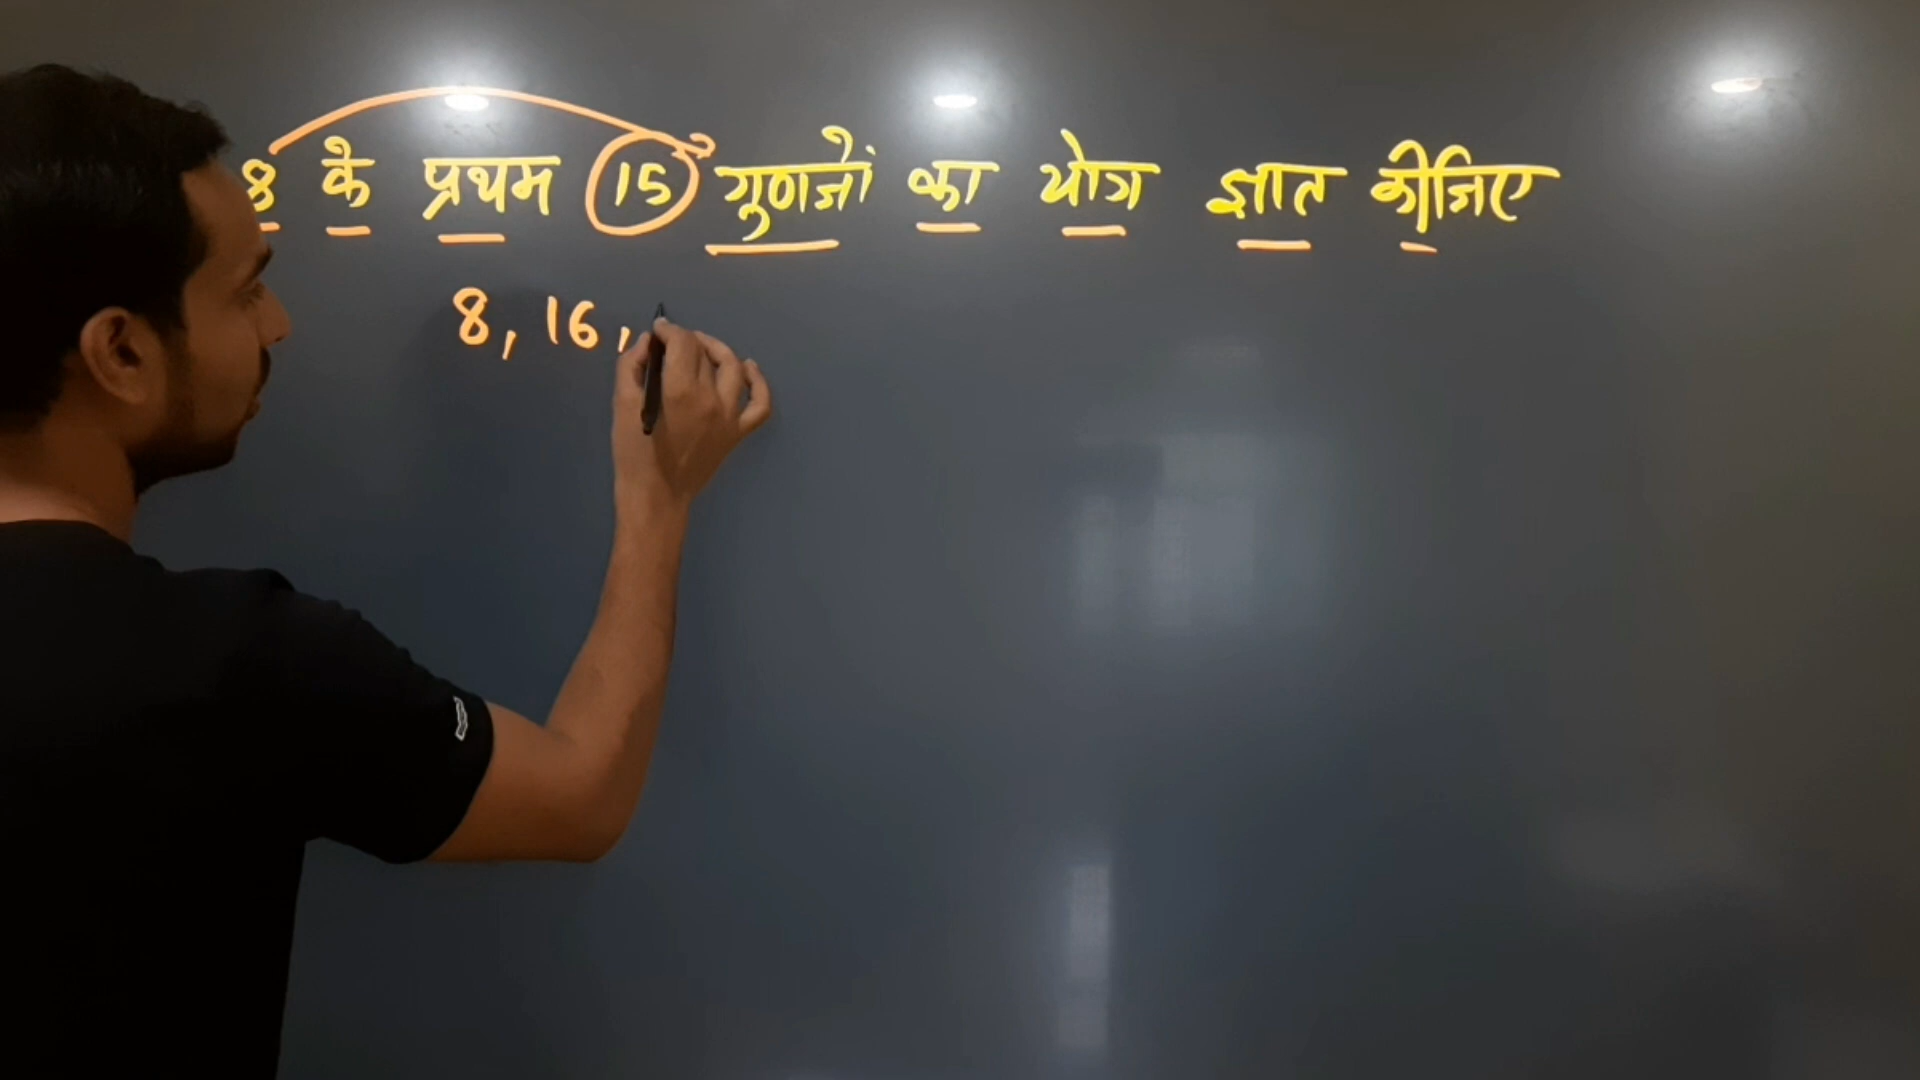 8 के प्रथम 15 गुणजों का योग ज्ञात कीजिए
8, 16,